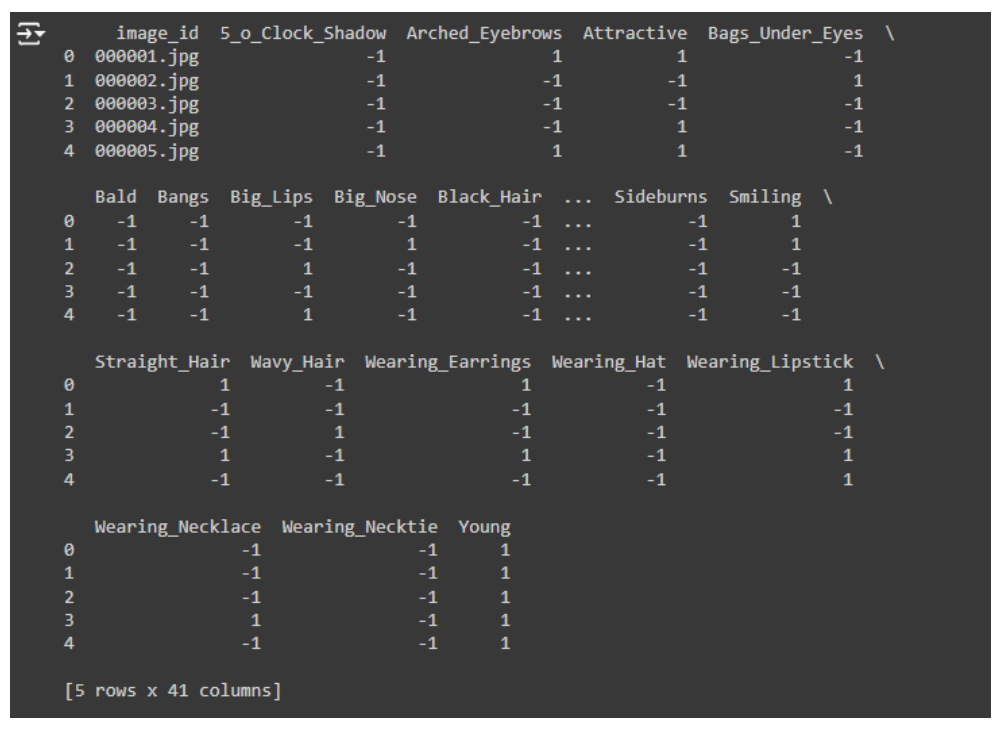 image_id 5_o_Clock_Shadow Arched_Eyebrows Attractive Bags_Under_Eyes \
0 000001.jpg -1 1 1 -1
1 000002.jpg -1 -1 -1 1
2 000003.jpg -1 -1 -1 -1
3 000004.jpg -1 -1 1 -1
4 000005.jpg -1 1 1 -1
Bald Bangs Big_Lips Big_Nose Black_Hair ... Sideburns Smiling \
0 -1 -1 -1 -1 -1 ... -1 1
1 -1 -1 -1 1 -1 ... -1 1
2 -1 -1 1 -1 -1 ... -1 -1
3 -1 -1 -1 -1 -1 ... -1 -1
4 -1 -1 1 -1 -1 ... -1 -1
Straight_Hair Wavy_Hair Wearing_Earrings Wearing_Hat Wearing_Lipstick \
0 1 -1 1 -1 1
1 -1 -1 -1 -1 -1
2 -1 1 -1 -1 -1
3 1 -1 1 -1 1
4 -1 -1 -1 -1 1
Wearing_Necklace Wearing_Necktie Young
0 -1 -1 1
1 -1 -1 1
2 -1 -1 1
3 1 -1 1
4 -1 -1 1
[5 rows x 41 columns]